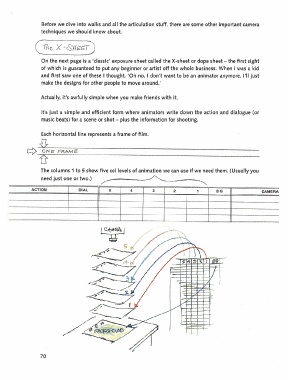 Before we dive into walks and all the articulation stuff, there are some other important camera
techniques we should know about.
THE X-SHEET
On the next page is a 'classic' exposure sheet called the X-sheet or dope sheet – the first sight
of which is guaranteed to put any beginner or artist off the whole business. When I was a kid
and first saw one of these I thought, 'Oh no, I don't want to be an animator anymore. I'll just
make the designs for other people to move around.'
Actually, it's awfully simple when you make friends with it.
It's just a simple and efficient form where animators write down the action and dialogue (or
music beats) for a scene or shot – plus the information for shooting.
Each horizontal line represents a frame of film.
ONE FRAME
The columns 1 to 5 show five cel levels of animation we can use if we need them. (Usually you
need just one or two.)
ACTION DIAL 5 4 3 2 1 BG CAMERA
CAMERA
5
4
3
2
1
5 4 3 2 1 BG
BACKGROUND
70